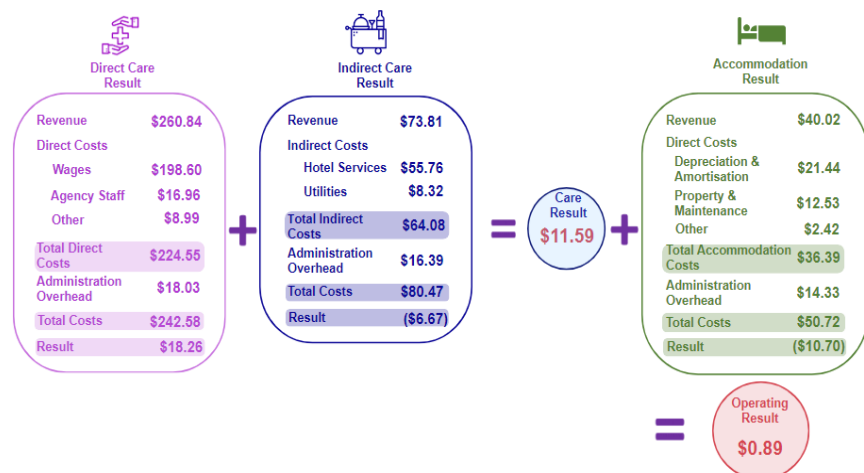 Direct Care
Result
Revenue $260.84
Direct Costs
Wages $198.60
Agency Staff $16.96
Other $8.99
Total Direct
Costs $224.55
Administration
Overhead $18.03
Total Costs $242.58
Result $18.26
+
Indirect Care
Result
Revenue $73.81
Indirect Costs
Hotel Services $55.76
Utilities $8.32
Total Indirect
Costs $64.08
Administration
Overhead $16.39
Total Costs $80.47
Result ($6.67)
=
Care
Result
$11.59
+
Accommodation
Result
Revenue $40.02
Direct Costs
Depreciation &
Amortisation $21.44
Property &
Maintenance $12.53
Other $2.42
Total Accommodation
Costs $36.39
Administration
Overhead $14.33
Total Costs $50.72
Result ($10.70)
=
Operating
Result
$0.89